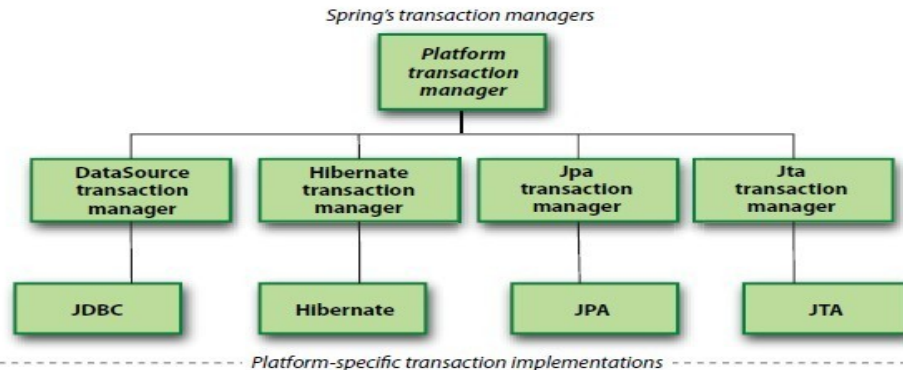 Spring's transaction managers
Platform
transaction
manager
DataSource
transaction
manager
Hibernate
transaction
manager
Jpa
transaction
manager
Jta
transaction
manager
JDBC
Hibernate
JPA
JTA
Platform-specific transaction implementations